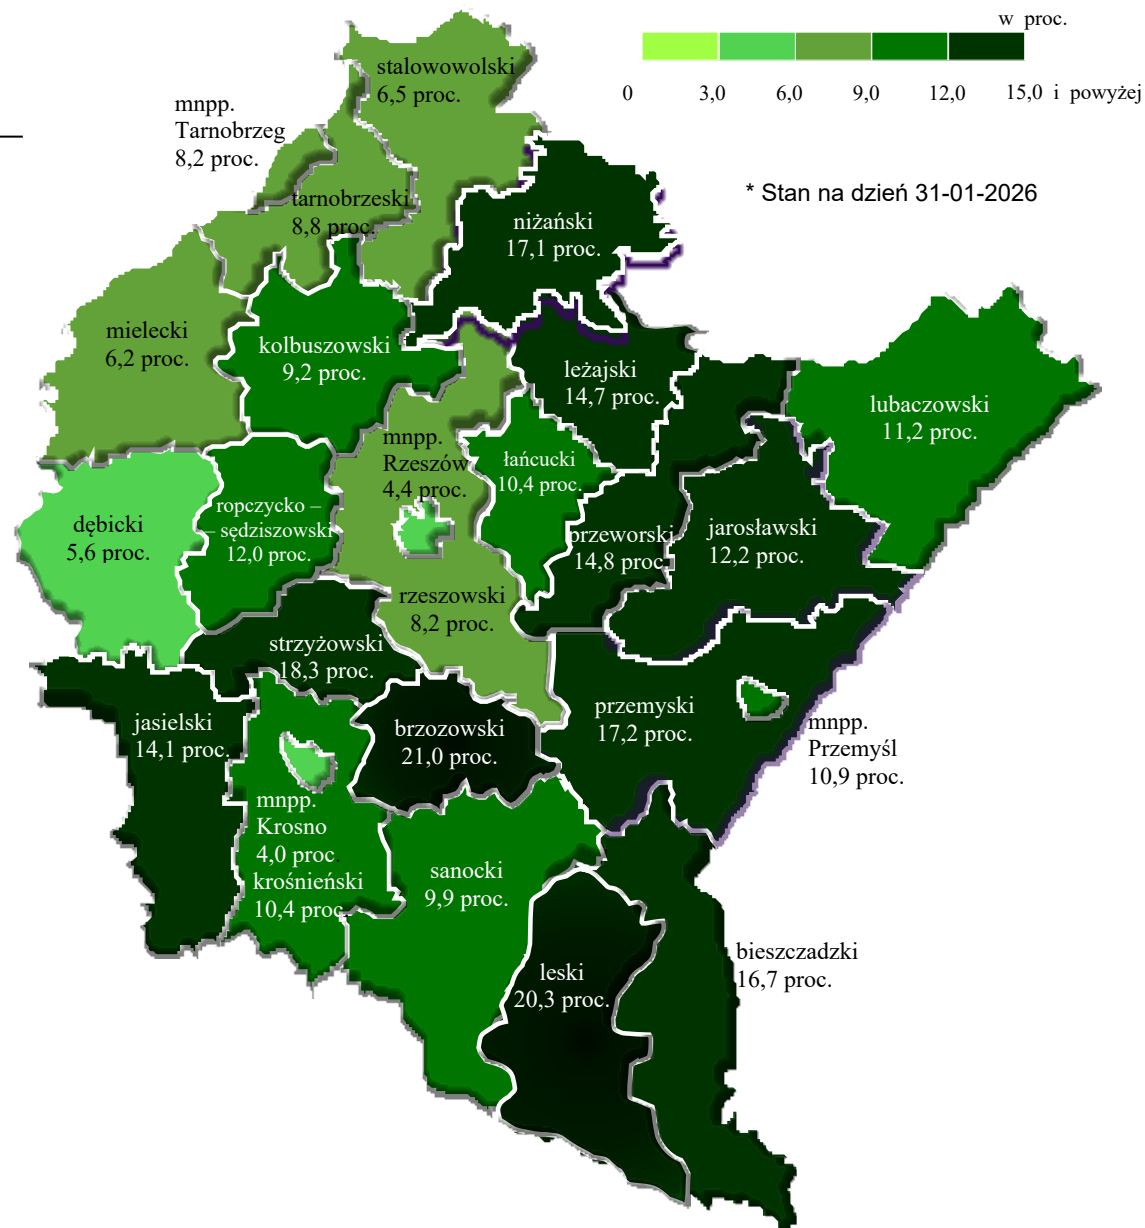 w proc.
0 3,0 6,0 9,0 12,0 15,0 i powyżej
* Stan na dzień 31-01-2026
stalowowolski
6,5 proc.
mnpp.
Tarnobrzeg
8,2 proc.
tarnobrzeski
8,8 proc.
niżański
17,1 proc.
mielecki
6,2 proc.
kolbuszowski
9,2 proc.
leżajski
14,7 proc.
lubaczowski
11,2 proc.
mnpp.
Rzeszów
4,4 proc.
łańcucki
10,4 proc.
dębicki
5,6 proc.
ropczycko –
– sędziszowski
12,0 proc.
przeworski
14,8 proc.
jarosławski
12,2 proc.
rzeszowski
8,2 proc.
strzyżowski
18,3 proc.
jasielski
14,1 proc.
brzozowski
21,0 proc.
przemyski
17,2 proc.
mnpp.
Przemyśl
10,9 proc.
mnpp.
Krosno
4,0 proc.
krośnieński
10,4 proc.
sanocki
9,9 proc.
leski
20,3 proc.
bieszczadzki
16,7 proc.